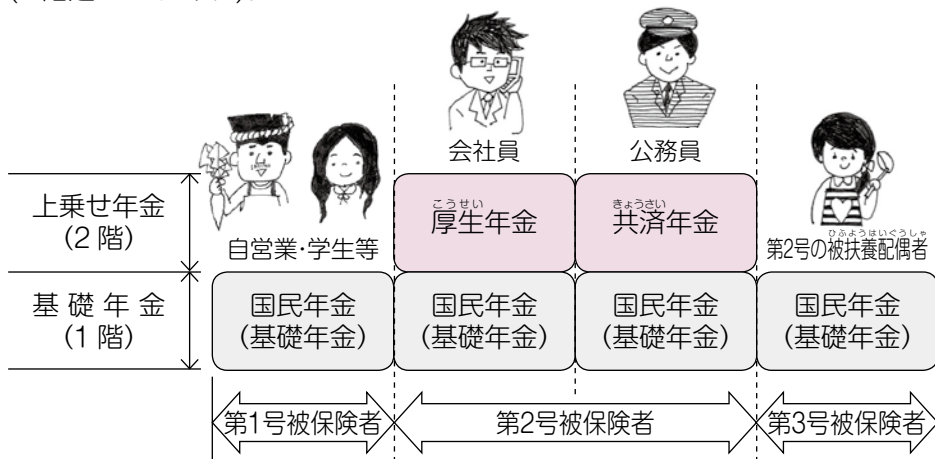 会社員
公務員
上乗せ年金
(2階)
自営業・学生等
こうせい
厚生年金
きょうさい
共済年金
ひふようはいぐうしゃ
第2号の被扶養配偶者
基礎年金
(1階)
国民年金
(基礎年金)
国民年金
(基礎年金)
国民年金
(基礎年金)
国民年金
(基礎年金)
第1号被保険者
第2号被保険者
第3号被保険者